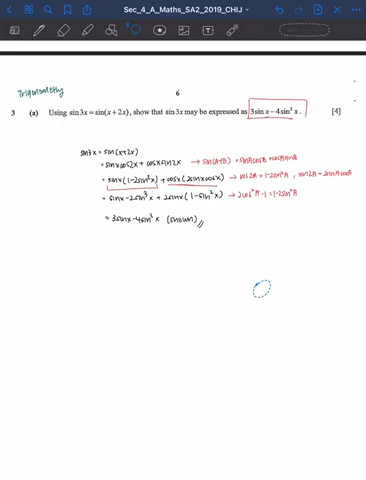 Sec_4_A_Maths_SA2_2019_CHIJ
Trigonometry
6
3 (a) Using sin 3x = sin(x + 2x), show that sin 3x may be expressed as 3 sin x − 4 sin³ x. [4]
sin3x = sin(x+2x)
= sinxcos2x + cosxsin2x → sin(A+B) = sinAcosB + cosAsinB
= sinx(1-2sin²x) + cosx(2sinxcosx) → cos2A = 1-2sin²A, sin2A = 2sinAcosA
= sinx - 2sin³x + 2sinx(1-sin²x) → 2cos²A - 1 = 1-2sin²A
= 3sinx - 4sin³x (shown)